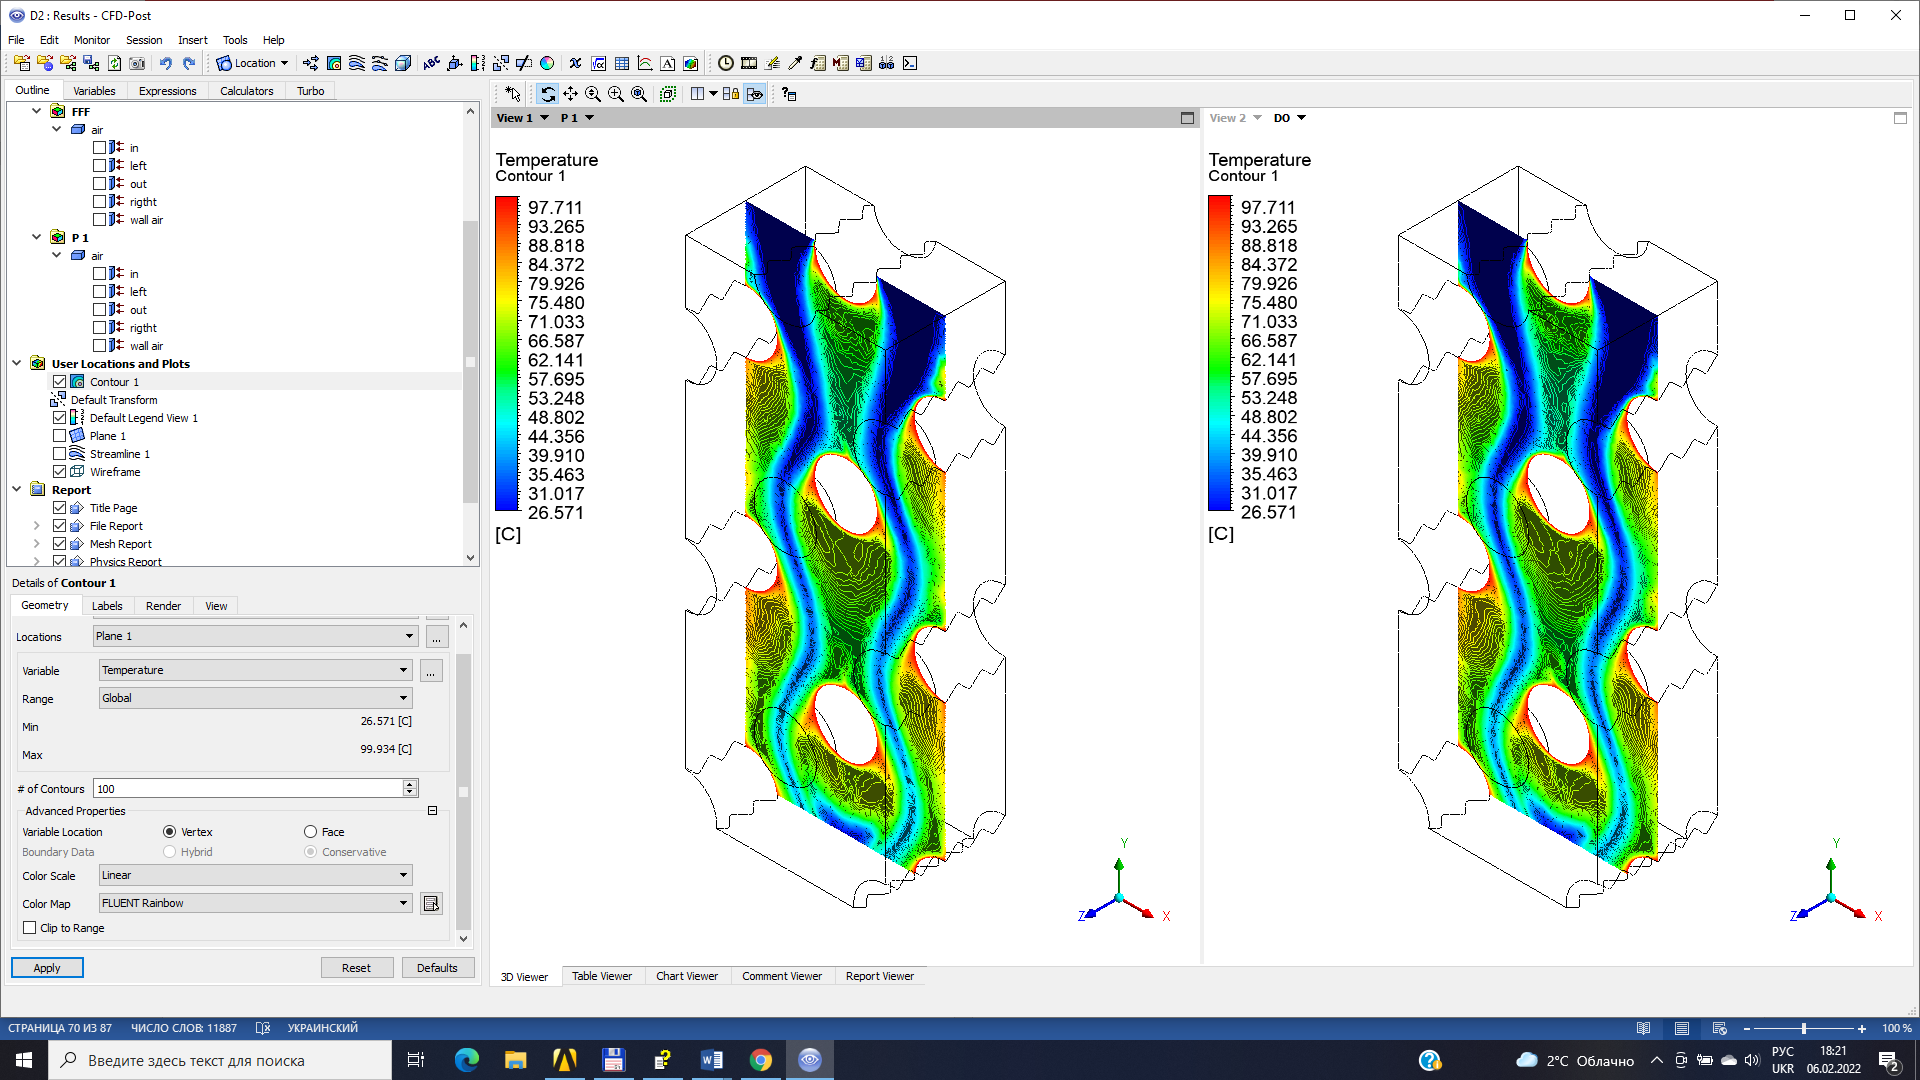 D2 : Results - CFD-Post
File Edit Monitor Session Insert Tools Help
Location
Outline Variables Expressions Calculators Turbo
FFF
air
in
left
out
rigtht
wall air
P 1
air
in
left
out
rigtht
wall air
User Locations and Plots
Contour 1
Default Transform
Default Legend View 1
Plane 1
Streamline 1
Wireframe
Report
Title Page
File Report
Mesh Report
Physics Report
Details of Contour 1
Geometry Labels Render View
Locations Plane 1 ...
Variable Temperature ...
Range Global
Min 26.571 [C]
Max 99.934 [C]
# of Contours 100
Advanced Properties
Variable Location Vertex Face
Boundary Data Hybrid Conservative
Color Scale Linear
Color Map FLUENT Rainbow
Clip to Range
Apply Reset Defaults
View 1 P 1
Temperature
Contour 1
97.711
93.265
88.818
84.372
79.926
75.480
71.033
66.587
62.141
57.695
53.248
48.802
44.356
39.910
35.463
31.017
26.571
[C]
Y
Z X
View 2 DO
Temperature
Contour 1
97.711
93.265
88.818
84.372
79.926
75.480
71.033
66.587
62.141
57.695
53.248
48.802
44.356
39.910
35.463
31.017
26.571
[C]
Y
Z X
3D Viewer Table Viewer Chart Viewer Comment Viewer Report Viewer
СТРАНИЦА 70 ИЗ 87 ЧИСЛО СЛОВ: 11887 УКРАИНСКИЙ 100 %
Введите здесь текст для поиска
2°C Облачно
РУС
UKR
18:21
06.02.2022
2